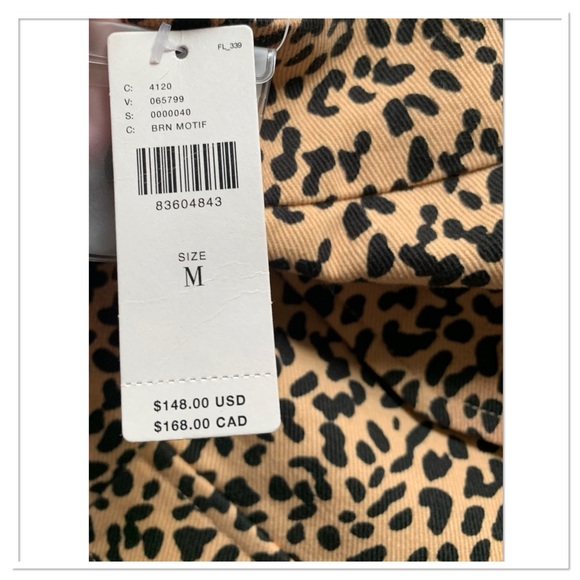 FL_339
C: 4120
V: 065799
S: 0000040
C: BRN MOTIF
83604843
SIZE
M
$148.00 USD
$168.00 CAD